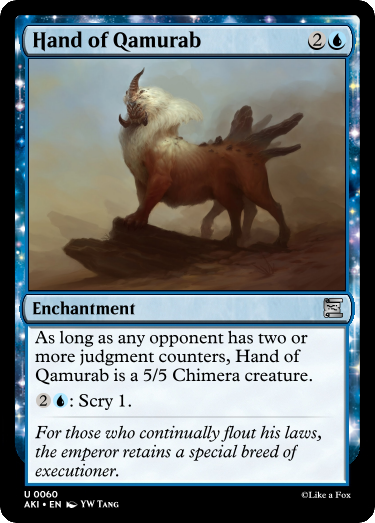 Hand of Qamurab 2
Enchantment
As long as any opponent has two or
more judgment counters, Hand of
Qamurab is a 5/5 Chimera creature.
2 : Scry 1.
For those who continually flout his laws,
the emperor retains a special breed of
executioner.
U 0060
AKI • EN YW Tang
©Like a Fox